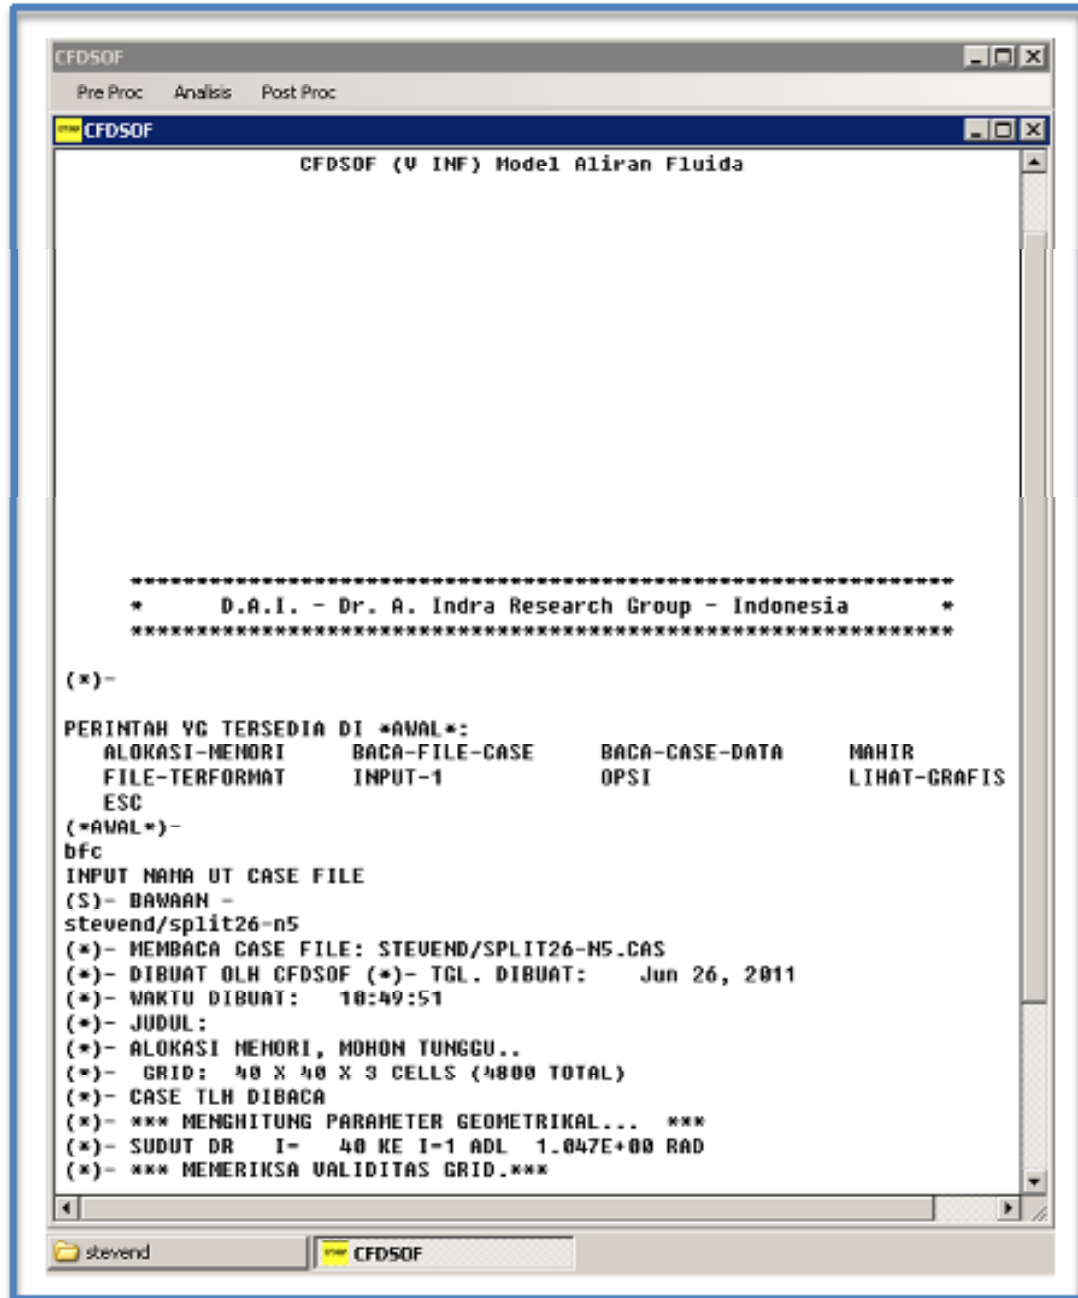 CFDSOF
Pre Proc Analisis Post Proc
CFDSOF
CFDSOF (V INF) Model Aliran Fluida
***************************************************************
* D.A.I. - Dr. A. Indra Research Group - Indonesia *
***************************************************************
(*)-
PERINTAH YG TERSEDIA DI *AWAL*:
ALOKASI-MEMORI BACA-FILE-CASE BACA-CASE-DATA MAHIR
FILE-TERFORMAT INPUT-1 OPSI LIHAT-GRAFIS
ESC
(*AWAL*)-
bfc
INPUT NAMA UT CASE FILE
(S)- BAWAAN -
stevend/split26-n5
(*)- MEMBACA CASE FILE: STEVEND/SPLIT26-N5.CAS
(*)- DIBUAT OLH CFDSOF (*)- TGL. DIBUAT: Jun 26, 2011
(*)- WAKTU DIBUAT: 10:49:51
(*)- JUDUL:
(*)- ALOKASI MEMORI, MOHON TUNGGU..
(*)- GRID: 40 X 40 X 3 CELLS (4800 TOTAL)
(*)- CASE TLH DIBACA
(*)- *** MENGHITUNG PARAMETER GEOMETRIKAL... ***
(*)- SUDUT DR I= 40 KE I-1 ADL 1.047E+00 RAD
(*)- *** MEMERIKSA VALIDITAS GRID.***
stevend CFDSOF